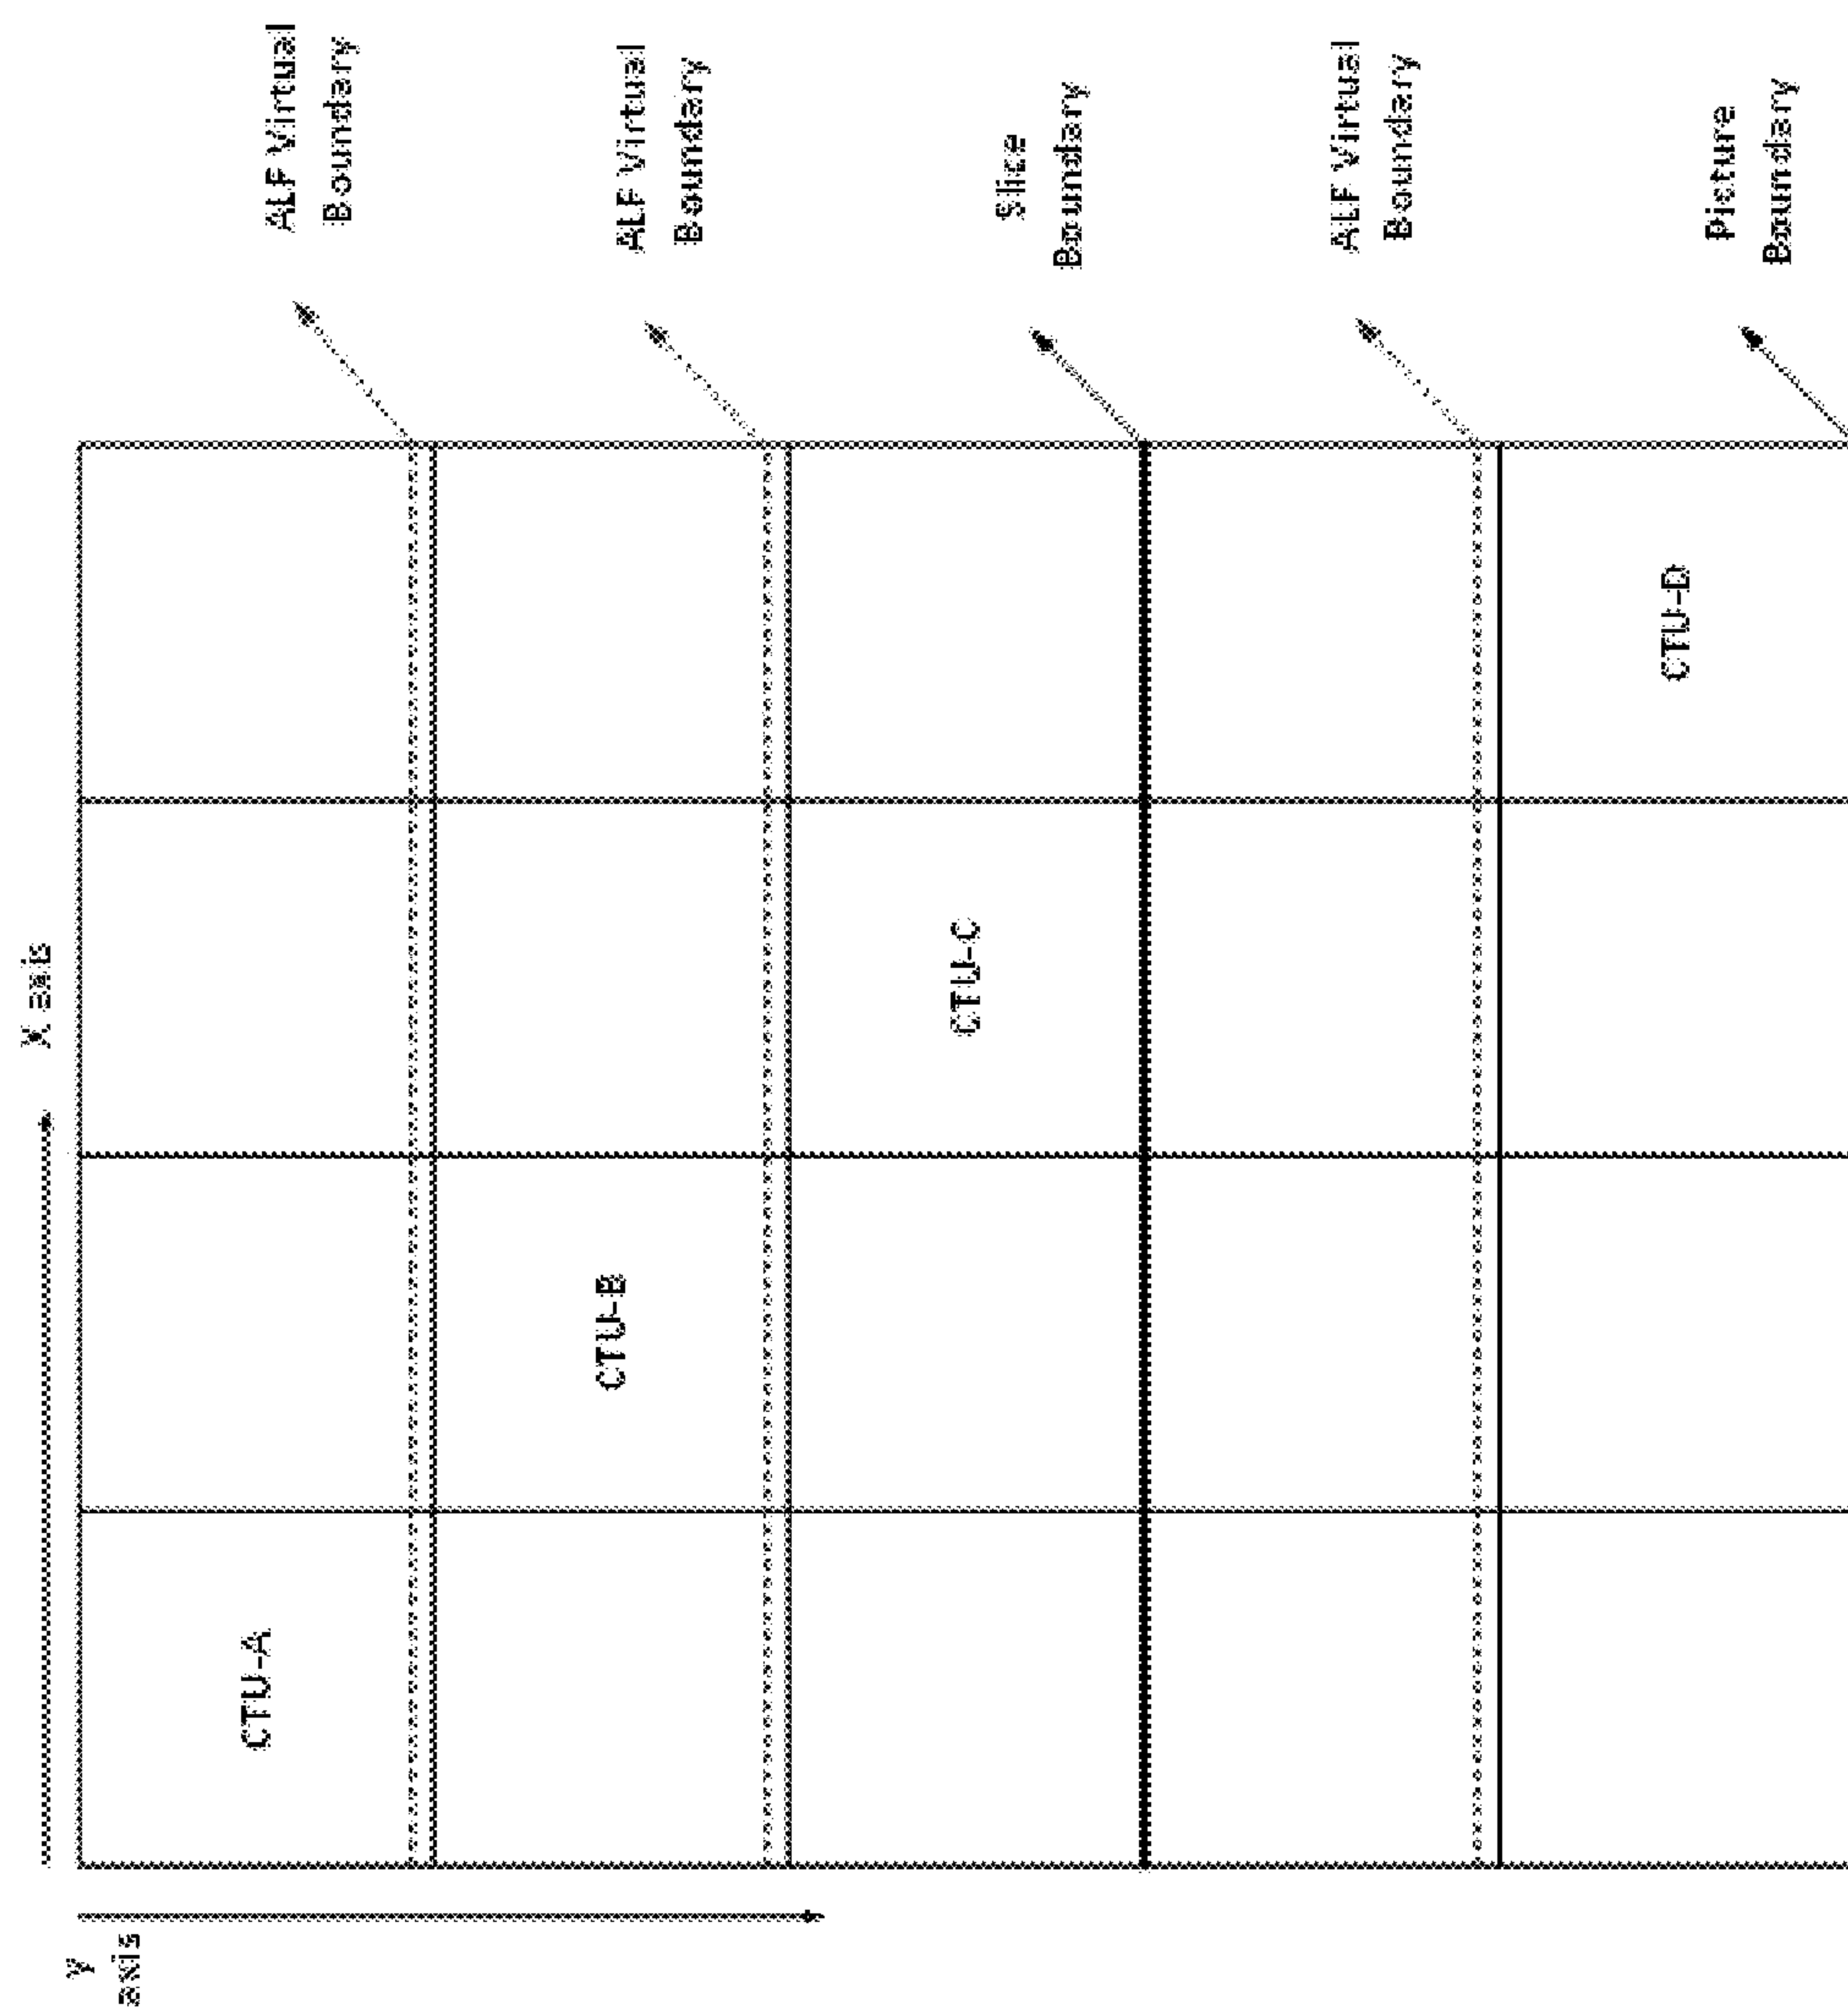 X axis
Y
axis
CTU-A
ALF Virtual
Boundary
CTU-B
ALF Virtual
Boundary
CTU-C
Slice
Boundary
ALF Virtual
Boundary
CTU-D
Picture
Boundary